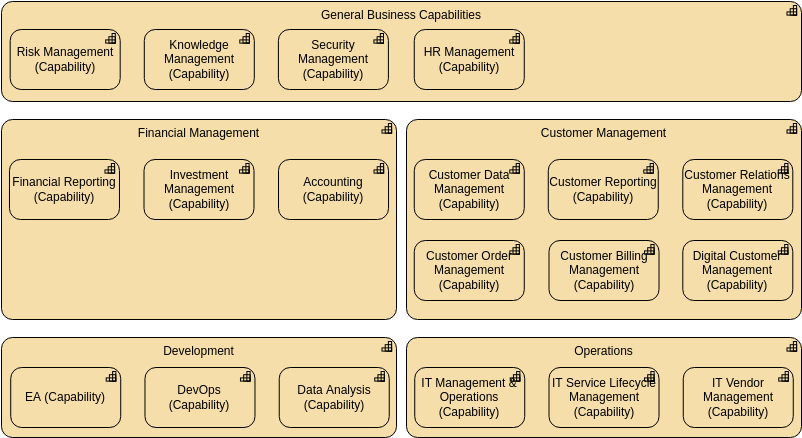 General Business Capabilities
Risk Management
(Capability)
Knowledge
Management
(Capability)
Security
Management
(Capability)
HR Management
(Capability)
Financial Management
Financial Reporting
(Capability)
Investment
Management
(Capability)
Accounting
(Capability)
Customer Management
Customer Data
Management
(Capability)
Customer Reporting
(Capability)
Customer Relations
Management
(Capability)
Customer Order
Management
(Capability)
Customer Billing
Management
(Capability)
Digital Customer
Management
(Capability)
Development
EA (Capability)
DevOps
(Capability)
Data Analysis
(Capability)
Operations
IT Management &
Operations
(Capability)
IT Service Lifecycle
Management
(Capability)
IT Vendor
Management
(Capability)